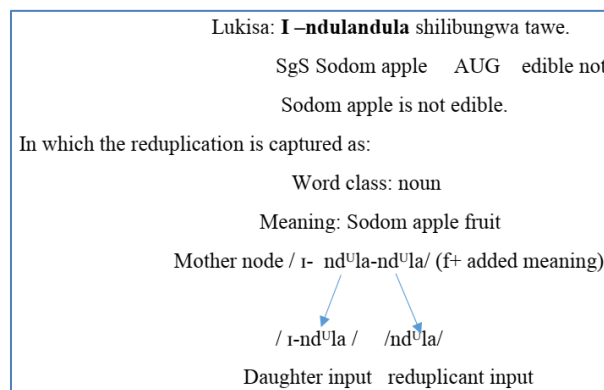 Lukisa: I –ndulandula shilibungwa tawe.
SgS Sodom apple AUG edible not
Sodom apple is not edible.
In which the reduplication is captured as:
Word class: noun
Meaning: Sodom apple fruit
Mother node / ɪ- ndᵁla-ndᵁla/ (f+ added meaning)
/ ɪ-ndᵁla / /ndᵁla/
Daughter input reduplicant input